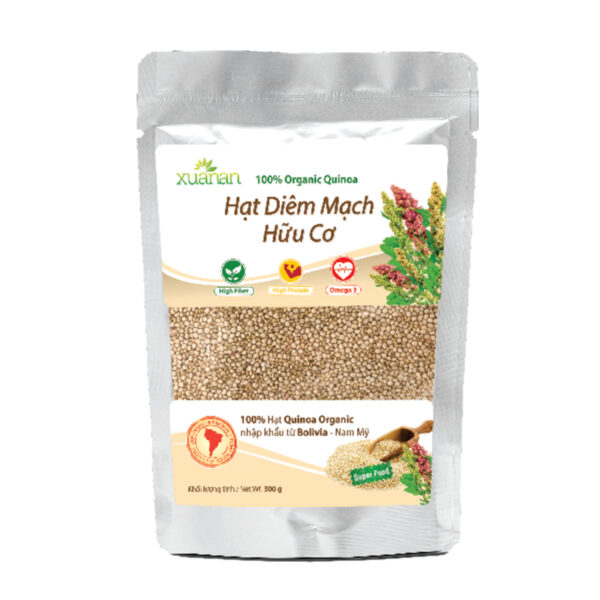 xuanan
100% Organic Quinoa
Hạt Diêm Mạch
Hữu Cơ
High Fiber
High Protein
Omega 3
100% Hạt Quinoa Organic
nhập khẩu từ Bolivia - Nam Mỹ
Super Food
Khối lượng tịnh / Net Wt: 300 g